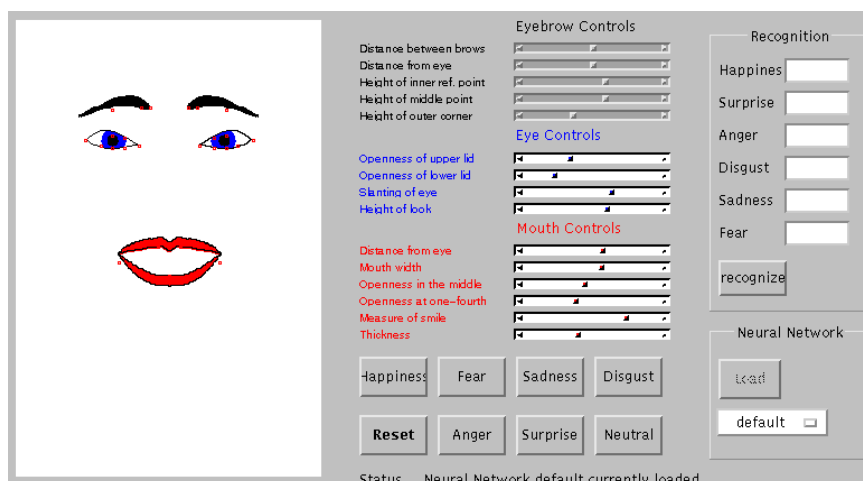 Eyebrow Controls
Distance between brows
Distance from eye
Height of inner ref. point
Height of middle point
Height of outer corner
Eye Controls
Openness of upper lid
Openness of lower lid
Slanting of eye
Height of look
Mouth Controls
Distance from eye
Mouth width
Openness in the middle
Openness at one-fourth
Measure of smile
Thickness
Happiness
Fear
Sadness
Disgust
Reset
Anger
Surprise
Neutral
Status Neural Network default currently loaded
Recognition
Happines
Surprise
Anger
Disgust
Sadness
Fear
recognize
Neural Network
Load
default